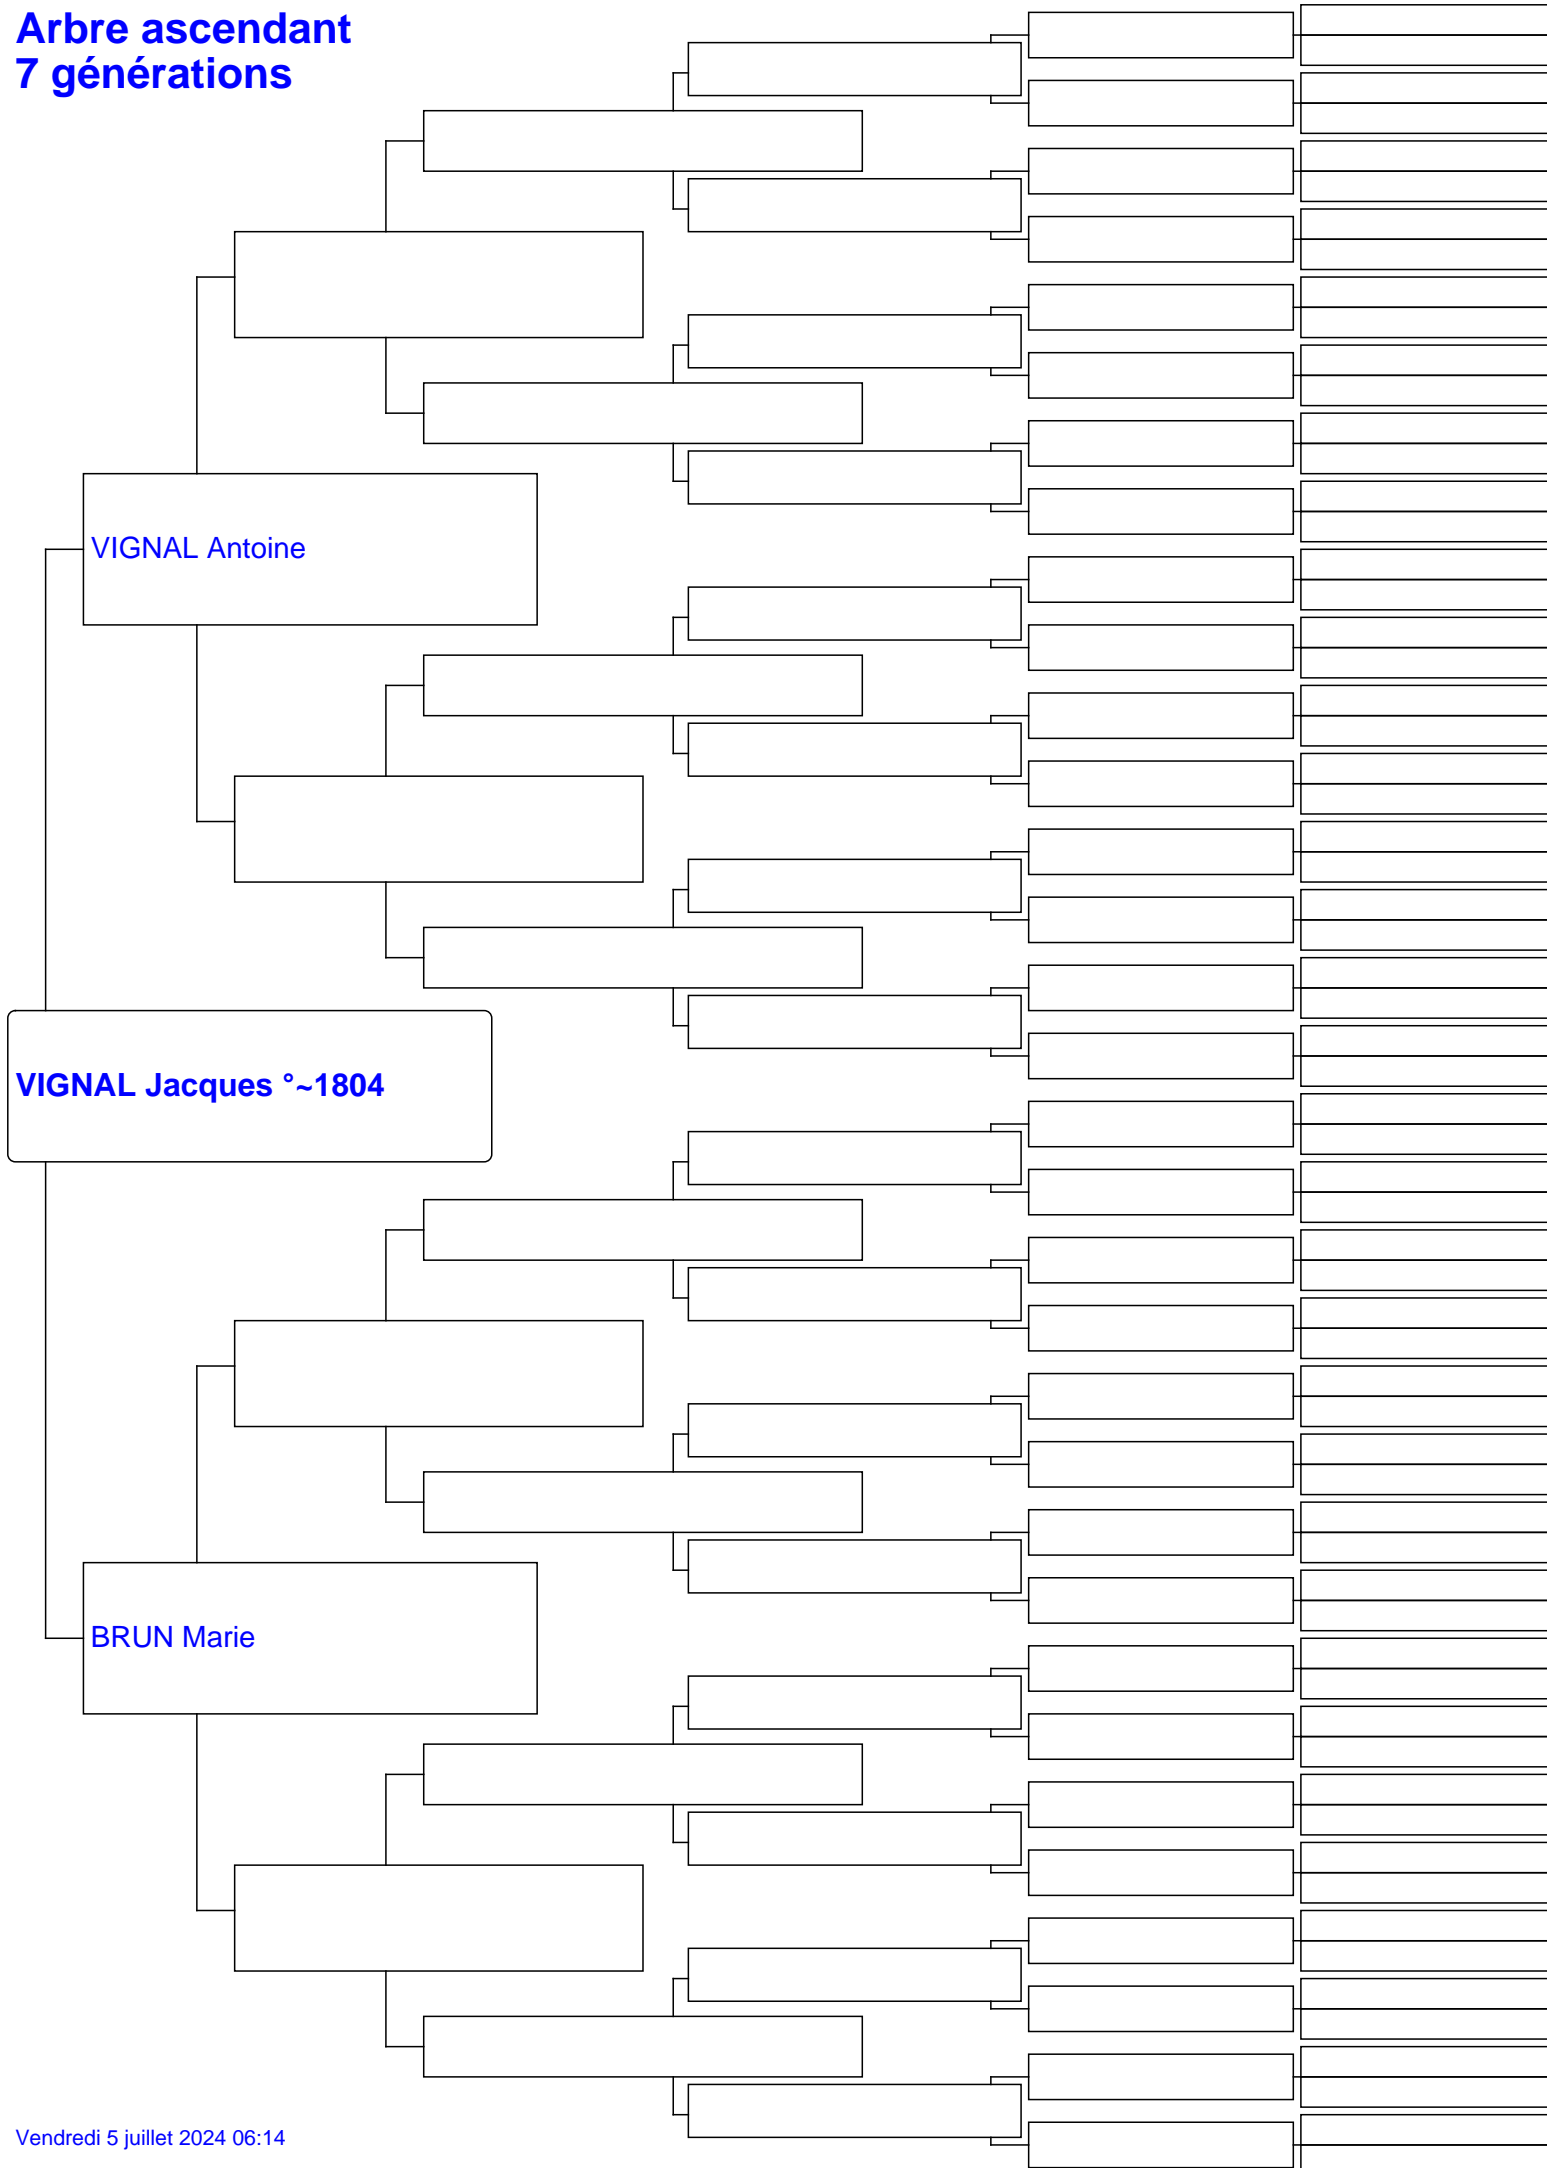 Arbre ascendant
7 générations
VIGNAL Antoine
VIGNAL Jacques °~1804
BRUN Marie
Vendredi 5 juillet 2024 06:14